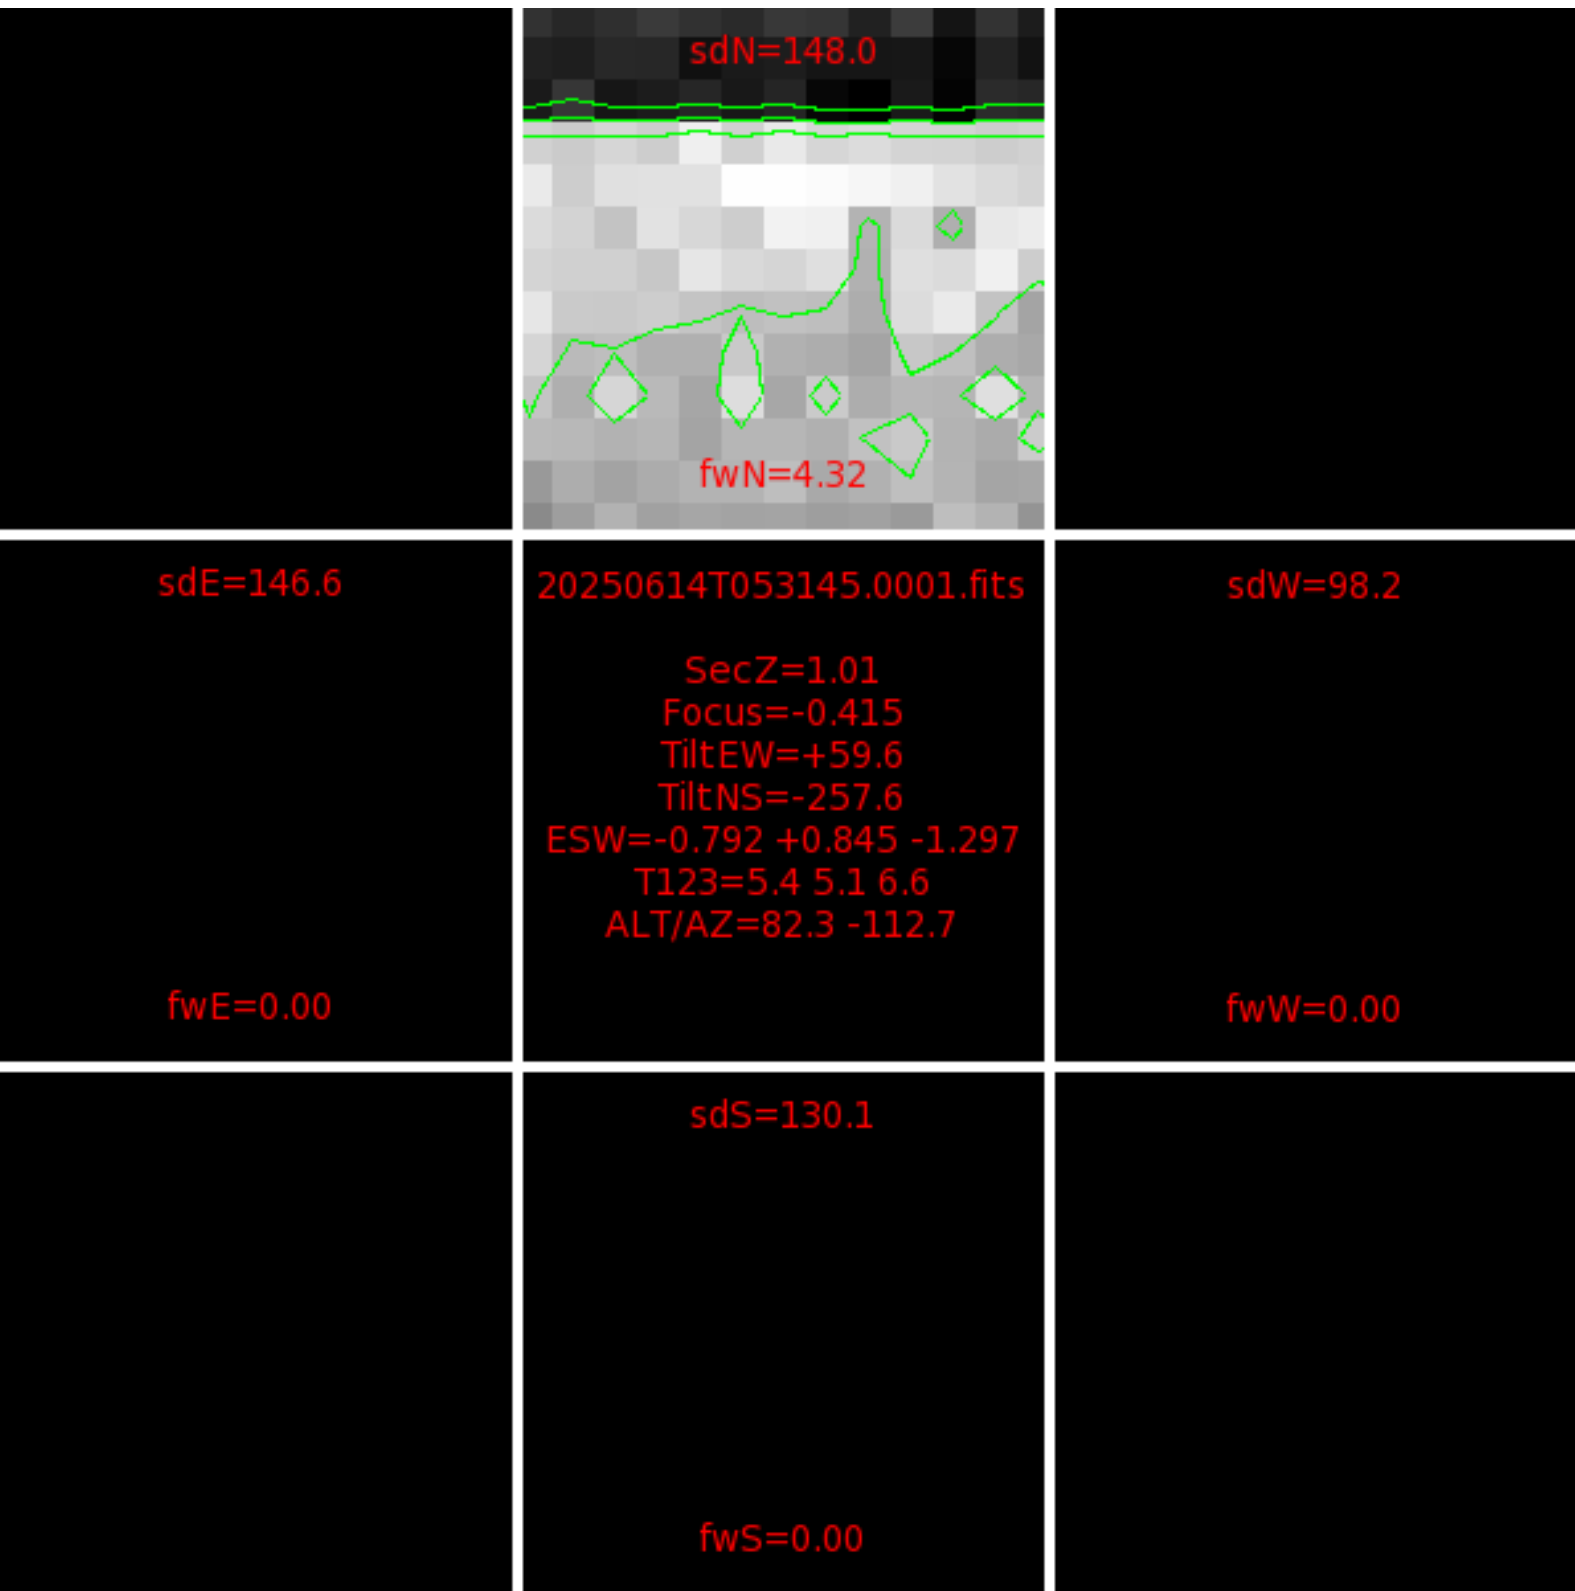 sdN=148.0
fwN=4.32
sdE=146.6
20250614T053145.0001.fits
sdW=98.2
SecZ=1.01
Focus=-0.415
TiltEW=+59.6
TiltNS=-257.6
ESW=-0.792 +0.845 -1.297
T123=5.4 5.1 6.6
ALT/AZ=82.3 -112.7
fwE=0.00
fwW=0.00
sdS=130.1
fwS=0.00